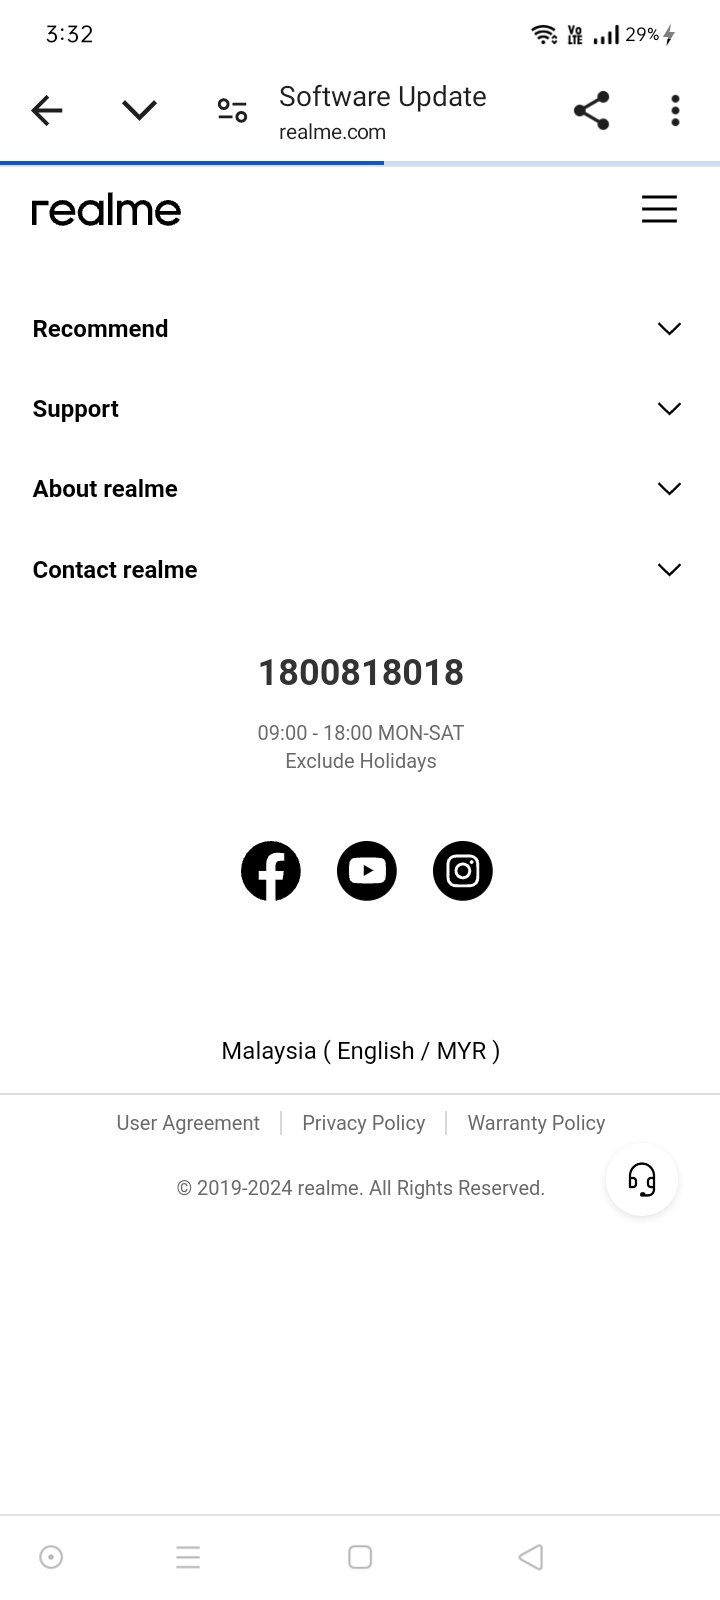 3:32
Vo LTE 29%
Software Update
realme.com
realme
Recommend
Support
About realme
Contact realme
1800818018
09:00 - 18:00 MON-SAT
Exclude Holidays
Malaysia ( English / MYR )
User Agreement Privacy Policy Warranty Policy
© 2019-2024 realme. All Rights Reserved.